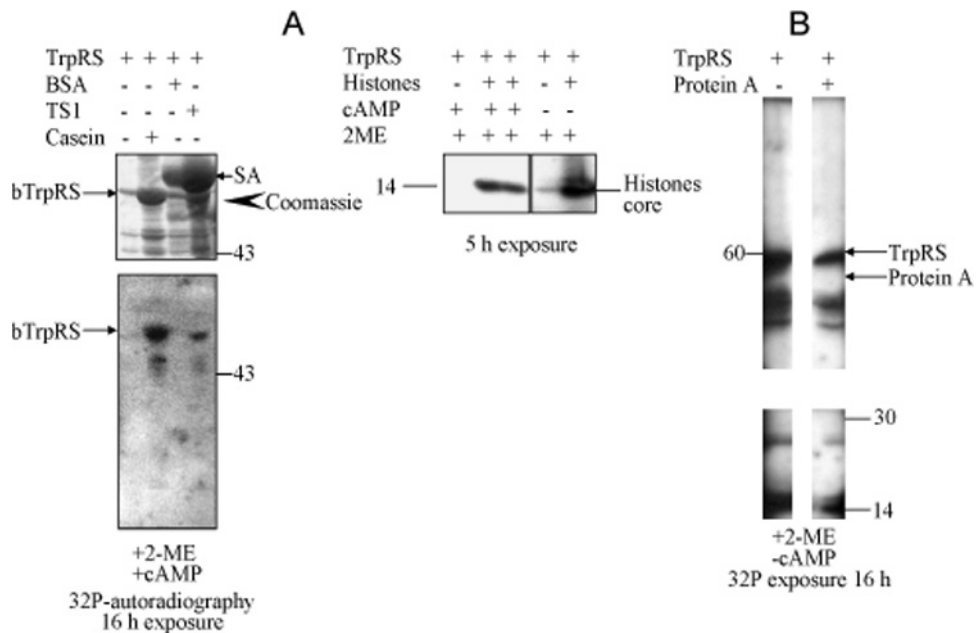 A
B
TrpRS + + + +
BSA - - + -
TS1 - - - +
Casein - + - -
bTrpRS
SA
Coomassie
43
bTrpRS
43
+2-ME
+cAMP
32P-autoradiography
16 h exposure
TrpRS + + + + +
Histones - + + - +
cAMP + + + - -
2ME + + + + +
14
Histones
core
5 h exposure
TrpRS + +
Protein A - +
60
TrpRS
Protein A
30
14
+2-ME
-cAMP
32P exposure 16 h